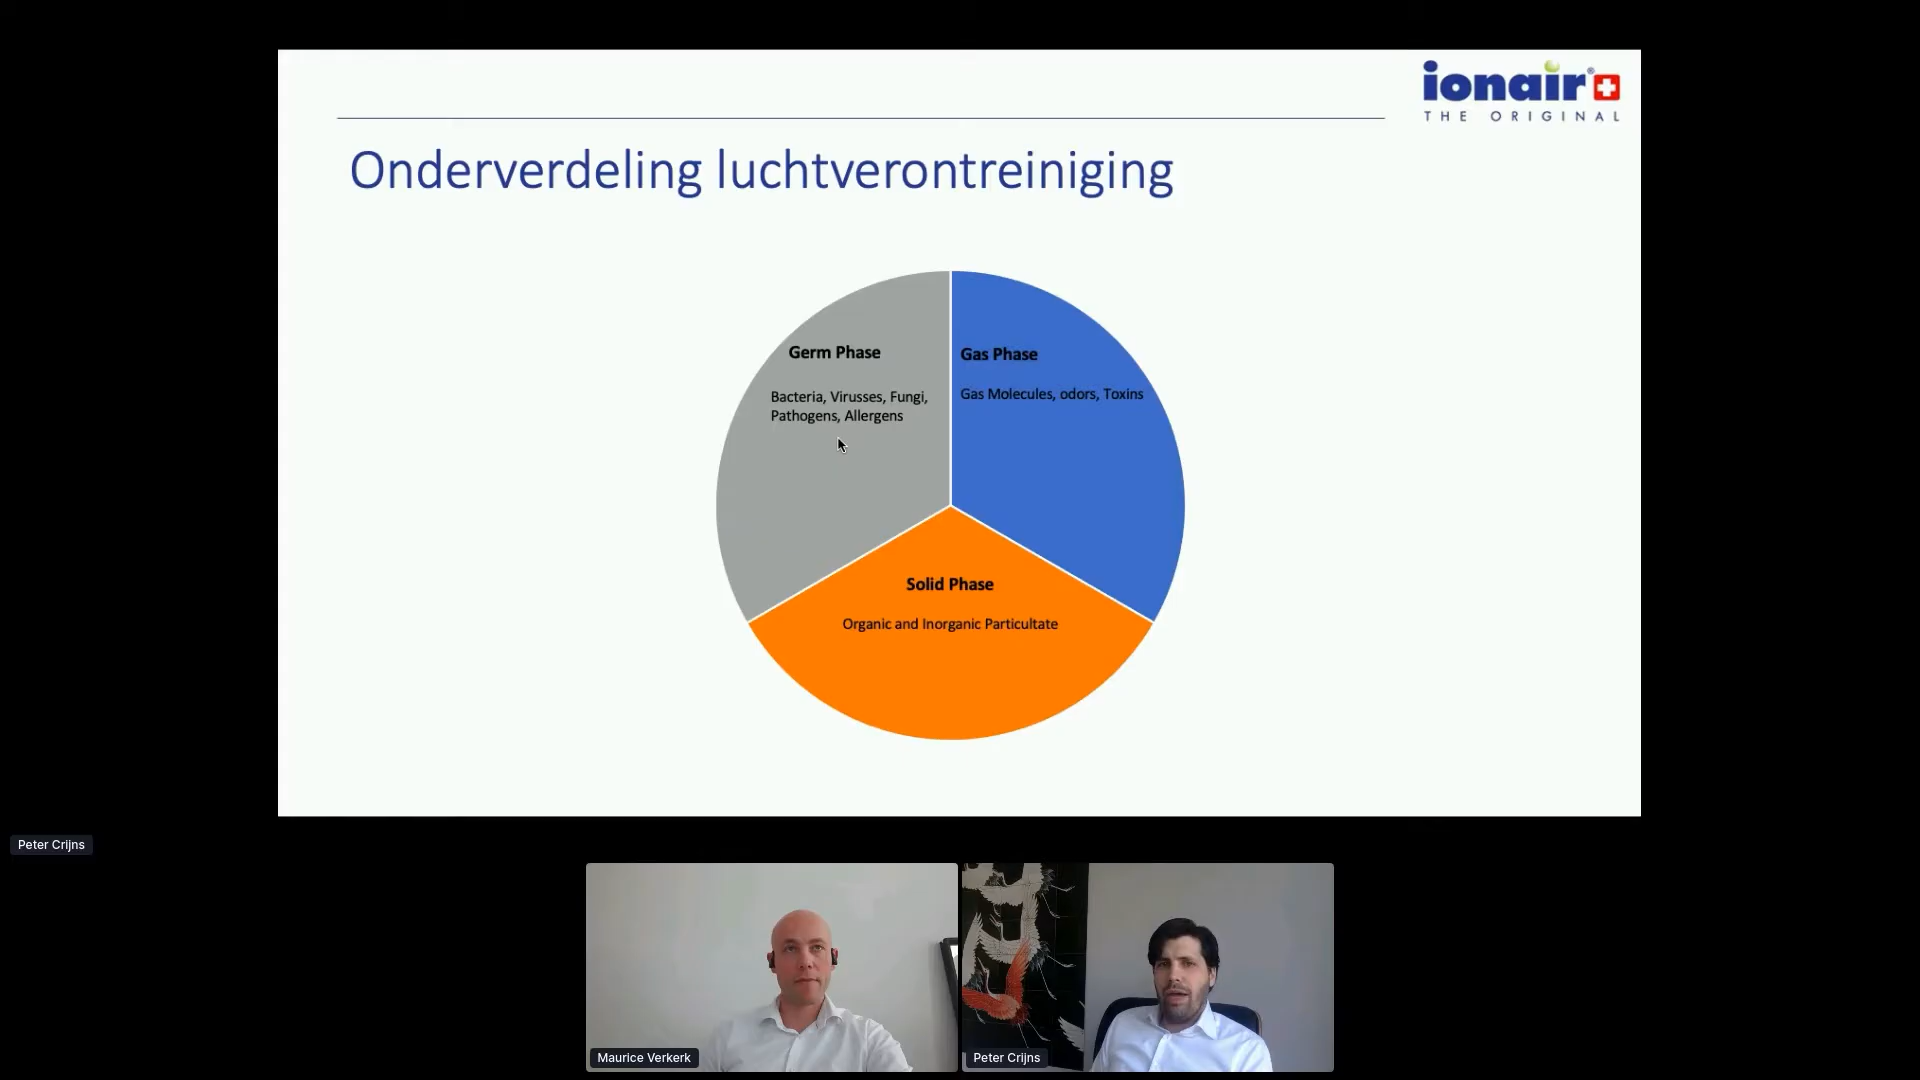 ionair®
THE ORIGINAL
Onderverdeling luchtverontreiniging
Germ Phase
Bacteria, Virusses, Fungi,
Pathogens, Allergens
Gas Phase
Gas Molecules, odors, Toxins
Solid Phase
Organic and Inorganic Particultate
Peter Crijns
Maurice Verkerk
Peter Crijns